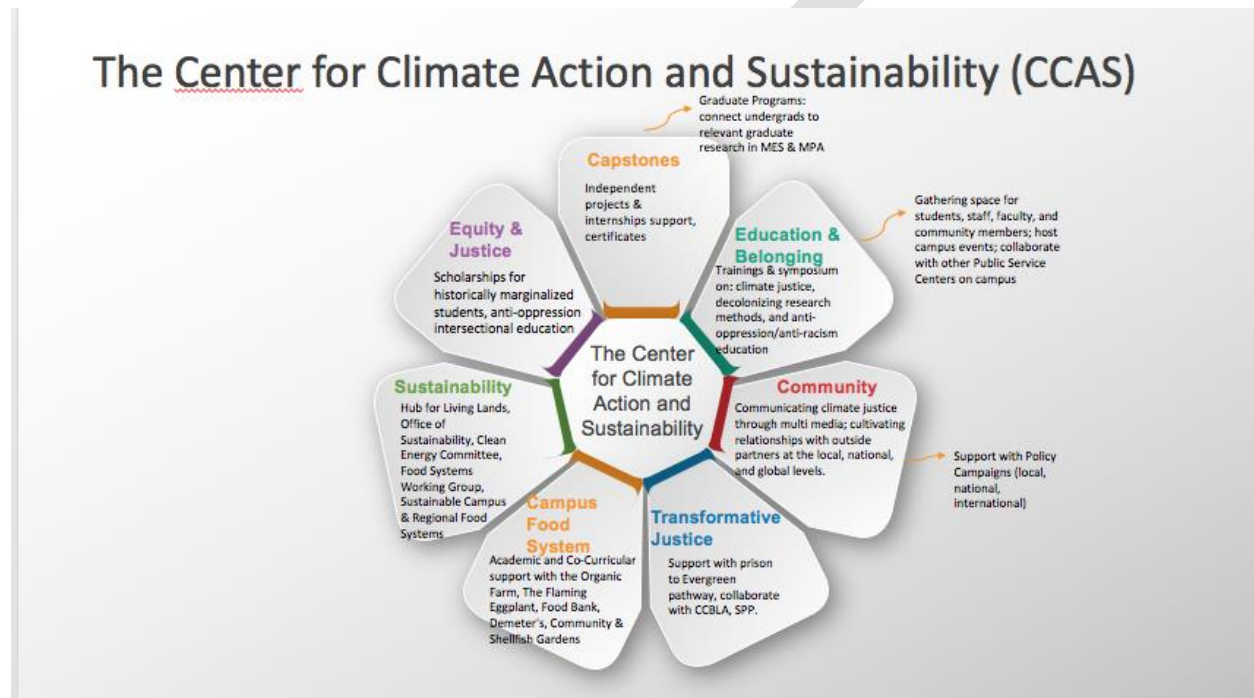 The Center for Climate Action and Sustainability (CCAS)
Graduate Programs:
connect undergrads to
relevant graduate
research in MES & MPA
Capstones
Independent
projects &
internships support,
certificates
Equity &
Justice
Scholarships for
historically marginalized
students, anti-oppression
intersectional education
Education &
Belonging
Trainings & symposium
on: climate justice,
decolonizing research
methods, and anti-
oppression/anti-racism
education
Gathering space for
students, staff, faculty, and
community members; host
campus events; collaborate
with other Public Service
Centers on campus
The Center
for Climate
Action and
Sustainability
Sustainability
Hub for Living Lands,
Office of
Sustainability, Clean
Energy Committee,
Food Systems
Working Group,
Sustainable Campus
& Regional Food
Systems
Community
Communicating climate justice
through multi media; cultivating
relationships with outside
partners at the local, national,
and global levels.
Support with Policy
Campaigns (local,
national,
international)
Campus
Food
System
Academic and Co-Curricular
support with the Organic
Farm, The Flaming
Eggplant, Food Bank,
Demeter's, Community &
Shellfish Gardens
Transformative
Justice
Support with prison
to Evergreen
pathway, collaborate
with CCBLA, SPP.